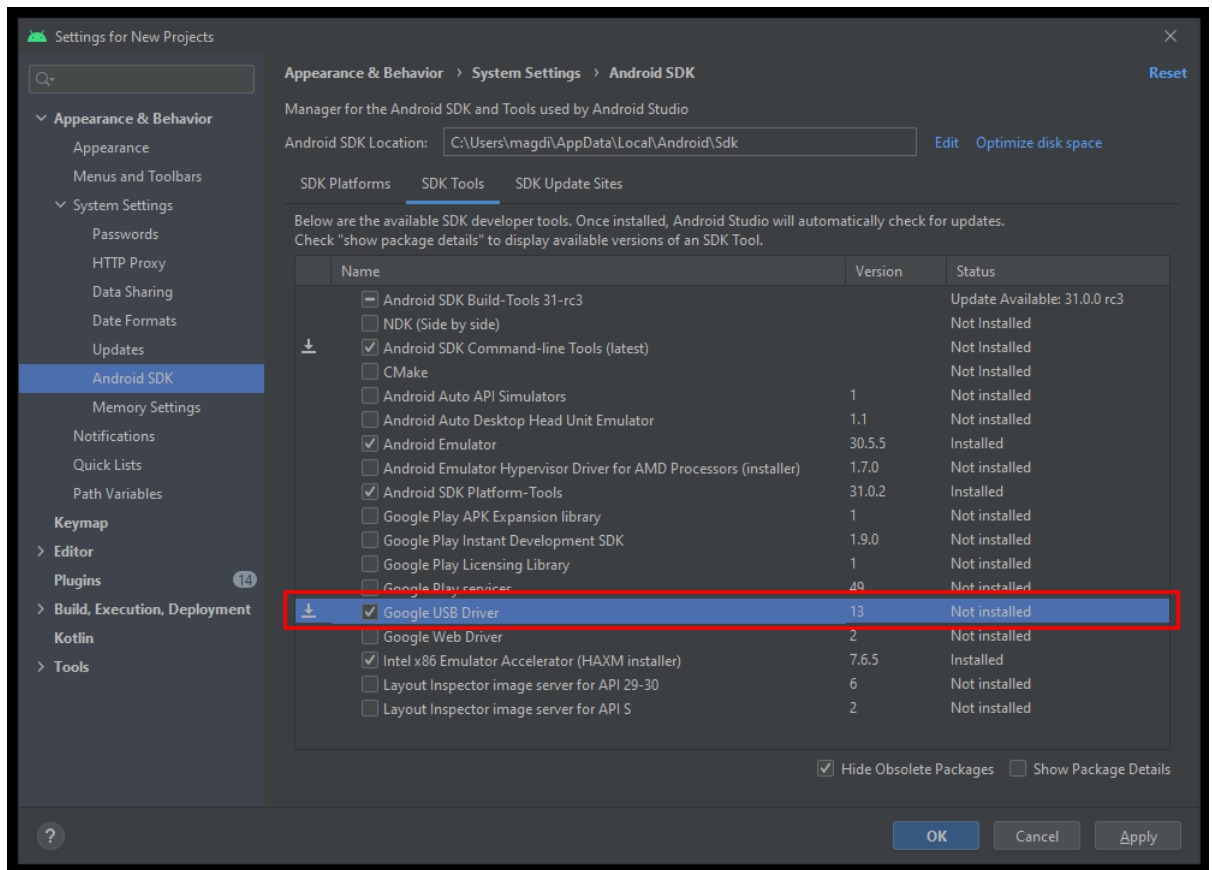 Settings for New Projects
Appearance & Behavior
Appearance
Menus and Toolbars
System Settings
Passwords
HTTP Proxy
Data Sharing
Date Formats
Updates
Android SDK
Memory Settings
Notifications
Quick Lists
Path Variables
Keymap
Editor
Plugins 14
Build, Execution, Deployment
Kotlin
Tools
Appearance & Behavior > System Settings > Android SDK Reset
Manager for the Android SDK and Tools used by Android Studio
Android SDK Location: C:\Users\magdi\AppData\Local\Android\Sdk Edit Optimize disk space
SDK Platforms SDK Tools SDK Update Sites
Below are the available SDK developer tools. Once installed, Android Studio will automatically check for updates.
Check "show package details" to display available versions of an SDK Tool.
Name Version Status
Android SDK Build-Tools 31-rc3 Update Available: 31.0.0 rc3
NDK (Side by side) Not Installed
Android SDK Command-line Tools (latest) Not Installed
CMake Not Installed
Android Auto API Simulators 1 Not installed
Android Auto Desktop Head Unit Emulator 1.1 Not installed
Android Emulator 30.5.5 Installed
Android Emulator Hypervisor Driver for AMD Processors (installer) 1.7.0 Not installed
Android SDK Platform-Tools 31.0.2 Installed
Google Play APK Expansion library 1 Not installed
Google Play Instant Development SDK 1.9.0 Not installed
Google Play Licensing Library 1 Not installed
Google Play services 49 Not installed
Google USB Driver 13 Not installed
Google Web Driver 2 Not installed
Intel x86 Emulator Accelerator (HAXM installer) 7.6.5 Installed
Layout Inspector image server for API 29-30 6 Not installed
Layout Inspector image server for API S 2 Not installed
Hide Obsolete Packages Show Package Details
? OK Cancel Apply